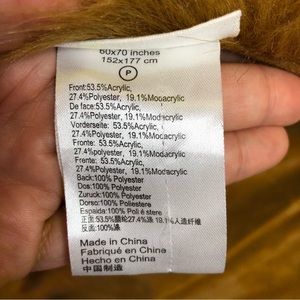 60x70 inches
152x177 cm
P
Front:53.5%Acrylic,
27.4%Polyester, 19.1%Modacrylic
De face:53.5%Acrylic,
27.4%Polyester, 19.1%Modacrylic
Vorderseite: 53.5%Acrylic,
27.4%Polyester, 19.1%Modacrylic
Frente: 53.5%Acrylic,
27.4%polyester, 19.1%Modacrylic
Frente: 53.5%Acrylic,
27.4%Polyester, 19.1%Modacrylic
Back:100% Polyester
Dos:100% Polyester
Zuruck:100% Polyester
Dorso:100% Poliestere
Espalda:100% Poli é stere
正面:53.5%腈纶27.4%涤 19.1%人造纤维
反面:100%涤
Made in China
Fabriqué en China
Hecho en China
中国制造